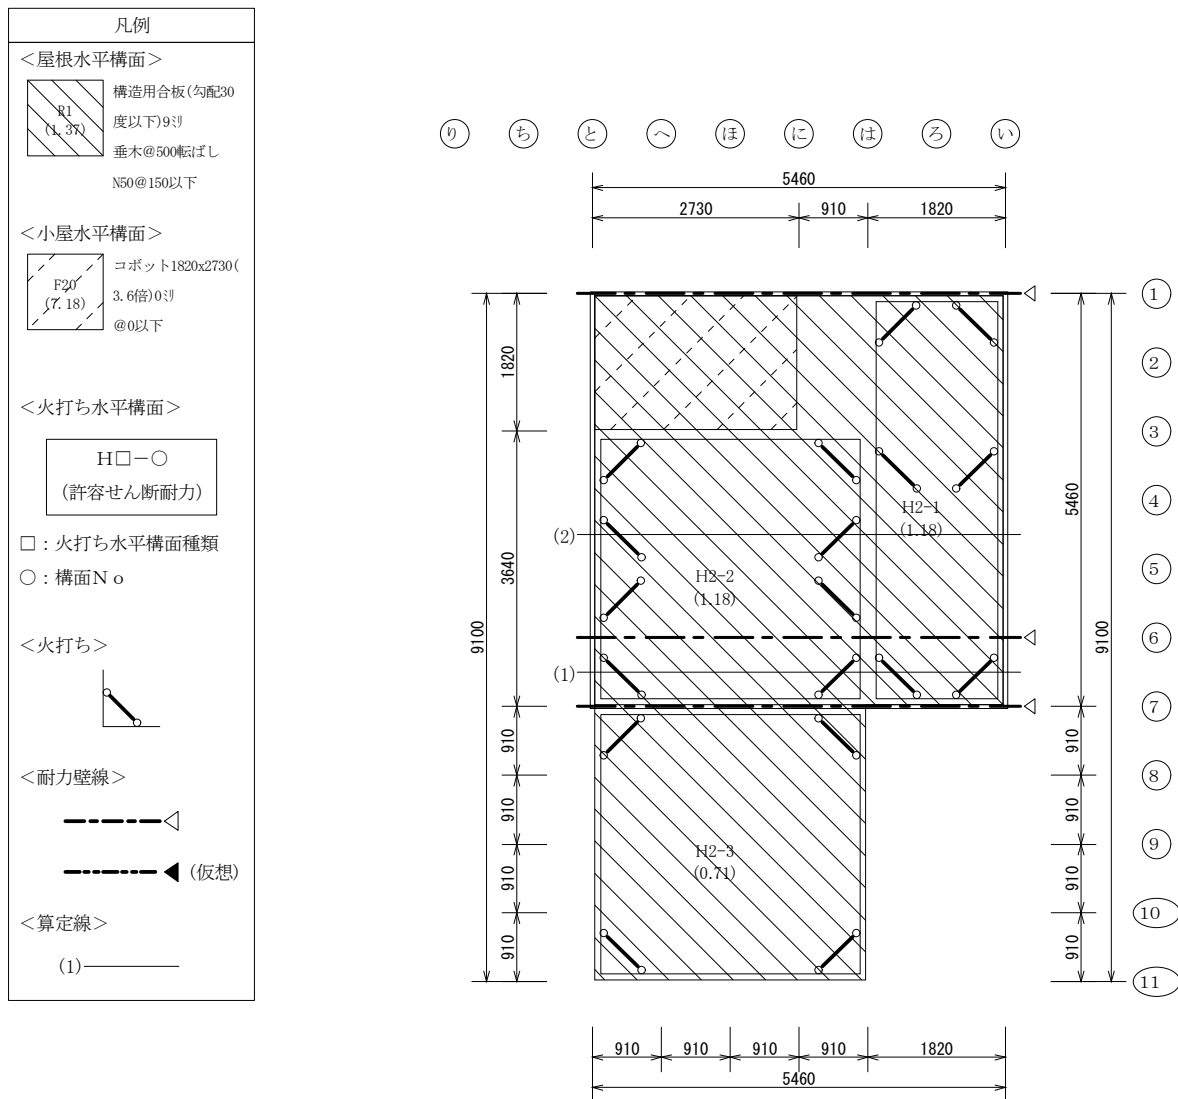 凡例
<屋根水平構面>
R1
(1.37)
構造用合板(勾配30
度以下)9ミリ
垂木@500転ばし
N50@150以下
<小屋水平構面>
F20
(7.18)
コボット1820x2730(
3.6倍)0ミリ
@0以下
<火打ち水平構面>
H□－○
(許容せん断耐力)
□：火打ち水平構面種類
○：構面Ｎｏ
<火打ち>
<耐力壁線>
(仮想)
<算定線>
(1)
り ち と へ ほ に は ろ い
5460
2730 910 1820
1
2
3
4
5
6
7
8
9
10
11
9100
1820
3640
910
910
910
910
5460
9100
910
910
910
910
H2-1
(1.18)
(2)
H2-2
(1.18)
(1)
H2-3
(0.71)
910 910 910 910 1820
5460